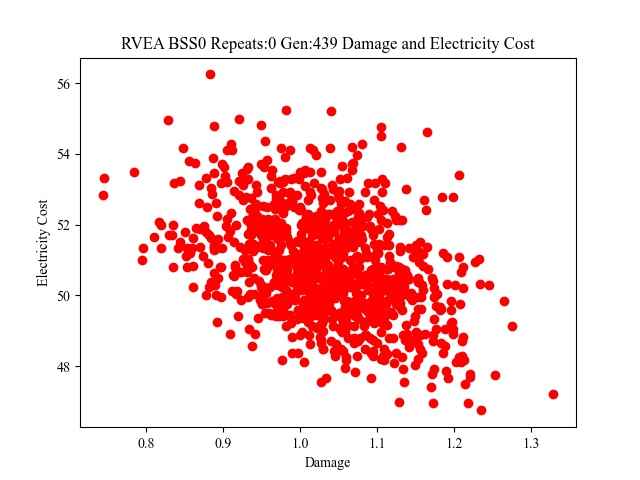 RVEA BSS0 Repeats:0 Gen:439 Damage and Electricity Cost
56
54
52
50
48
Electricity Cost
0.8 0.9 1.0 1.1 1.2 1.3
Damage